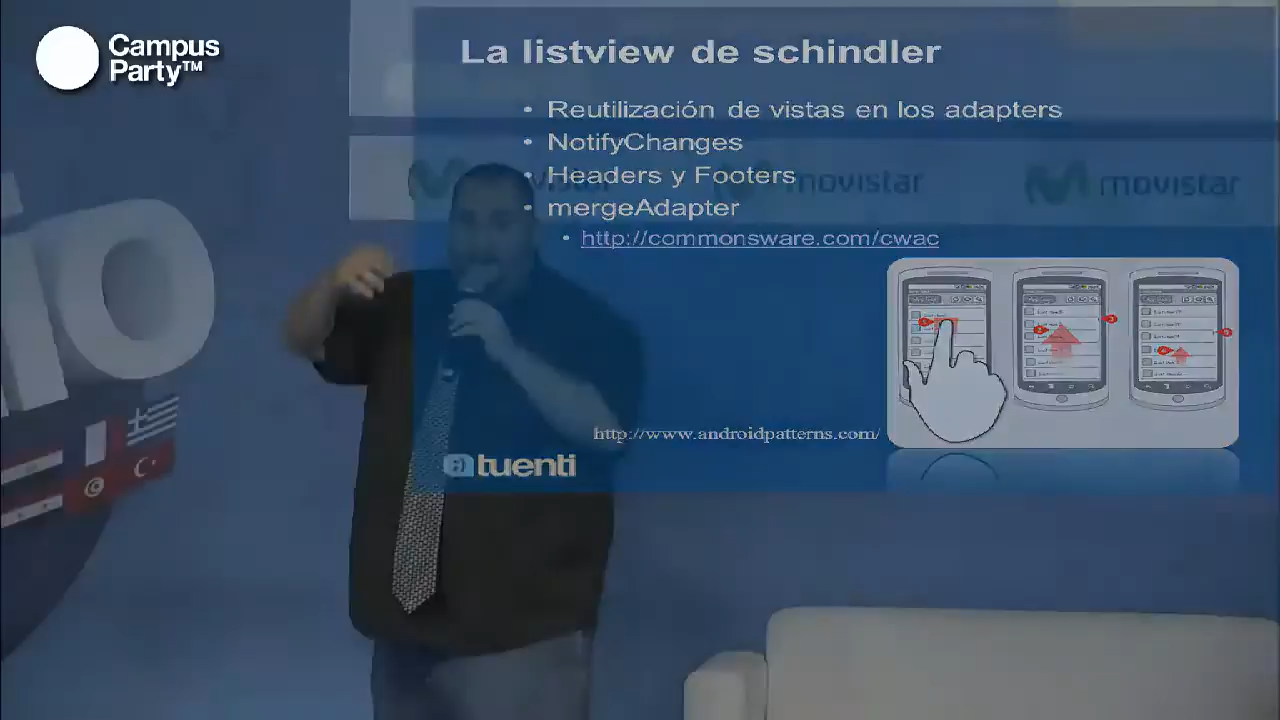 Campus
Party™
La listview de schindler
• Reutilización de vistas en los adapters
• NotifyChanges
• Headers y Footers
• mergeAdapter
• http://commonsware.com/cwac
movistar
movistar
http://www.androidpatterns.com/
tuenti